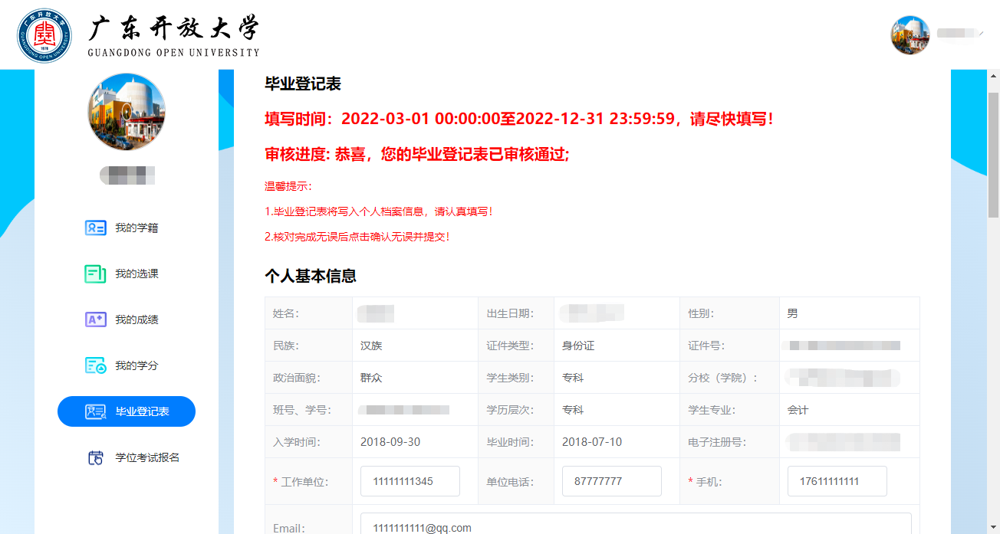 广东开放大学
GUANGDONG OPEN UNIVERSITY
毕业登记表
填写时间：2022-03-01 00:00:00至2022-12-31 23:59:59，请尽快填写！
审核进度: 恭喜，您的毕业登记表已审核通过;
温馨提示：
1.毕业登记表将写入个人档案信息，请认真填写！
2.核对完成无误后点击确认无误并提交！
我的学籍
我的选课
我的成绩
我的学分
毕业登记表
学位考试报名
个人基本信息
姓名： 出生日期： 性别： 男
民族： 汉族 证件类型： 身份证 证件号：
政治面貌： 群众 学生类别： 专科 分校（学院）：
班号、学号： 学历层次： 专科 学生专业： 会计
入学时间： 2018-09-30 毕业时间： 2018-07-10 电子注册号：
* 工作单位： 11111111345 单位电话： 87777777 * 手机： 17611111111
Email： 1111111111@qq.com